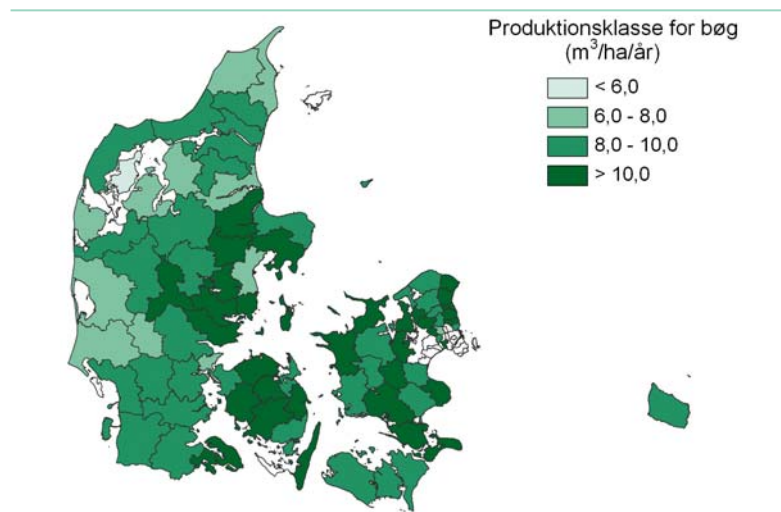 Produktionsklasse for bøg
(m³/ha/år)
< 6,0
6,0 - 8,0
8,0 - 10,0
> 10,0